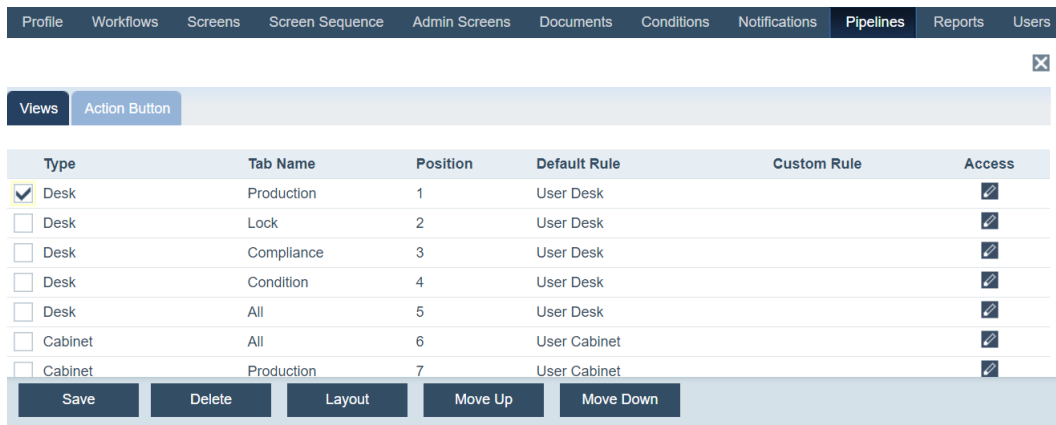 Profile Workflows Screens Screen Sequence Admin Screens Documents Conditions Notifications Pipelines Reports Users
Views Action Button
Type Tab Name Position Default Rule Custom Rule Access
Desk Production 1 User Desk
Desk Lock 2 User Desk
Desk Compliance 3 User Desk
Desk Condition 4 User Desk
Desk All 5 User Desk
Cabinet All 6 User Cabinet
Cabinet Production 7 User Cabinet
Save Delete Layout Move Up Move Down